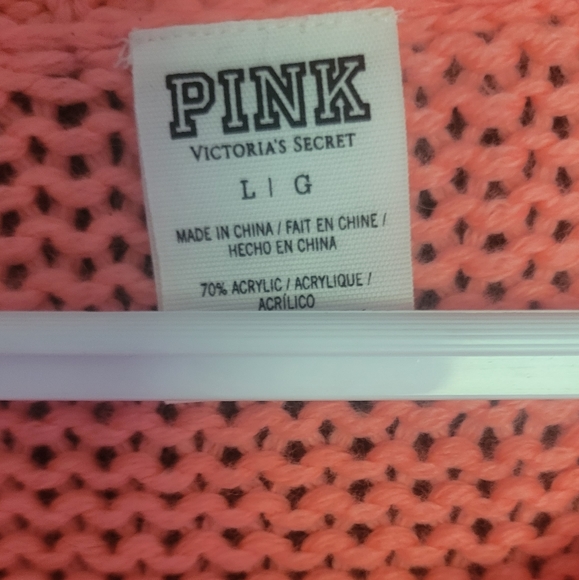 PINK
VICTORIA'S SECRET
L | G
MADE IN CHINA / FAIT EN CHINE /
HECHO EN CHINA
70% ACRYLIC / ACRYLIQUE /
ACRÍLICO